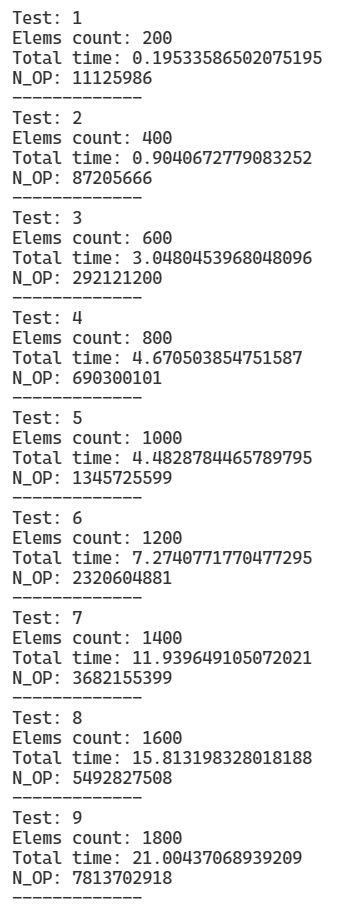 Test: 1
Elems count: 200
Total time: 0.19533586502075195
N_OP: 11125986
-------------
Test: 2
Elems count: 400
Total time: 0.9040672779083252
N_OP: 87205666
-------------
Test: 3
Elems count: 600
Total time: 3.0480453968048096
N_OP: 292121200
-------------
Test: 4
Elems count: 800
Total time: 4.670503854751587
N_OP: 690300101
-------------
Test: 5
Elems count: 1000
Total time: 4.4828784465789795
N_OP: 1345725599
-------------
Test: 6
Elems count: 1200
Total time: 7.2740771770477295
N_OP: 2320604881
-------------
Test: 7
Elems count: 1400
Total time: 11.939649105072021
N_OP: 3682155399
-------------
Test: 8
Elems count: 1600
Total time: 15.813198328018188
N_OP: 5492827508
-------------
Test: 9
Elems count: 1800
Total time: 21.00437068939209
N_OP: 7813702918
-------------